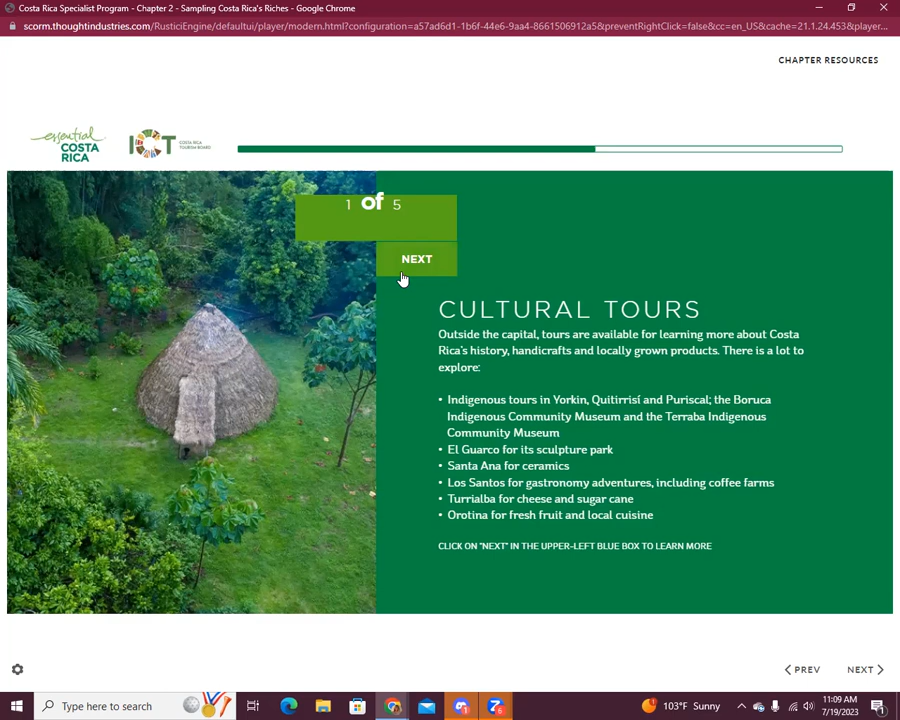 Costa Rica Specialist Program - Chapter 2 - Sampling Costa Rica's Riches - Google Chrome
scorm.thoughtindustries.com/RusticiEngine/defaultui/player/modern.html?configuration=a57ad6d1-1b6f-44e6-9aa4-8661506912a5&preventRightClick=false&cc=en_US&cache=21.1.24.453&player...
CHAPTER RESOURCES
essential
COSTA
RICA
ICT
COSTA RICA
TOURISM BOARD
1 of 5
NEXT
CULTURAL TOURS
Outside the capital, tours are available for learning more about Costa
Rica's history, handicrafts and locally grown products. There is a lot to
explore:
• Indigenous tours in Yorkin, Quitirrisí and Puriscal; the Boruca
Indigenous Community Museum and the Terraba Indigenous
Community Museum
• El Guarco for its sculpture park
• Santa Ana for ceramics
• Los Santos for gastronomy adventures, including coffee farms
• Turrialba for cheese and sugar cane
• Orotina for fresh fruit and local cuisine
CLICK ON "NEXT" IN THE UPPER-LEFT BLUE BOX TO LEARN MORE
PREV
NEXT
Type here to search
103°F Sunny
11:09 AM
7/19/2023